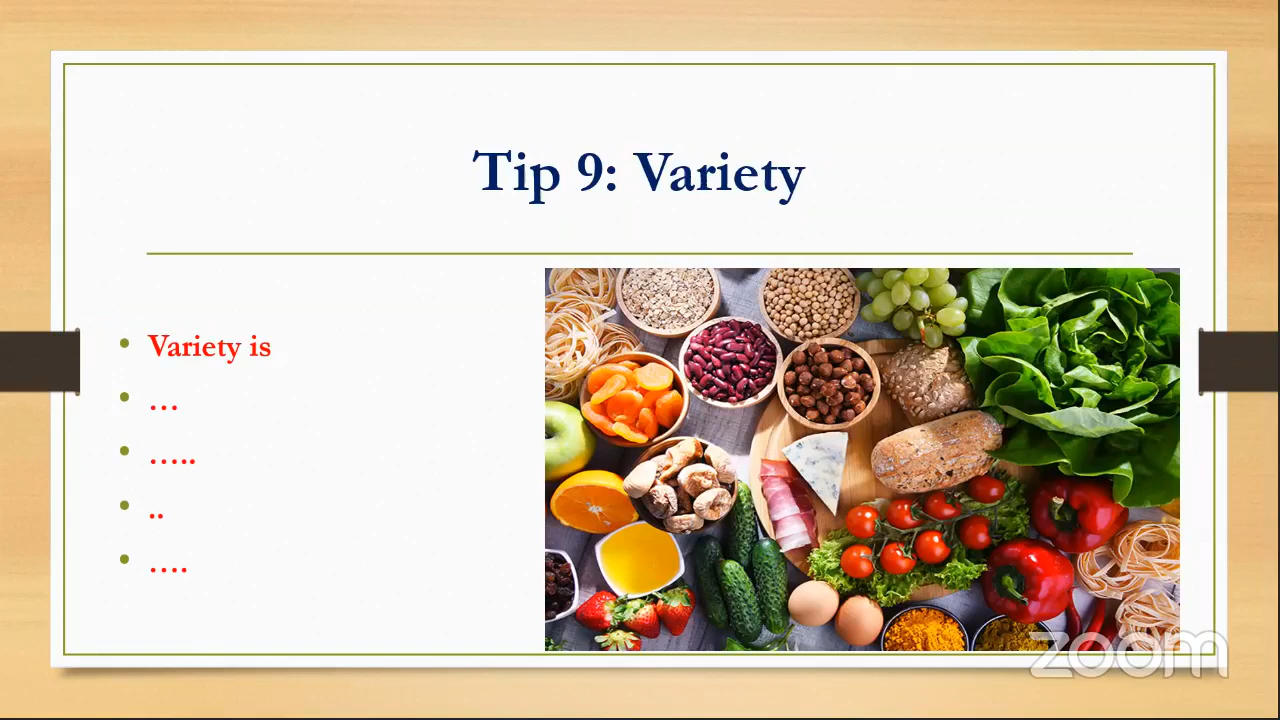 Tip 9: Variety
Variety is
…
…..
..
….
zoom